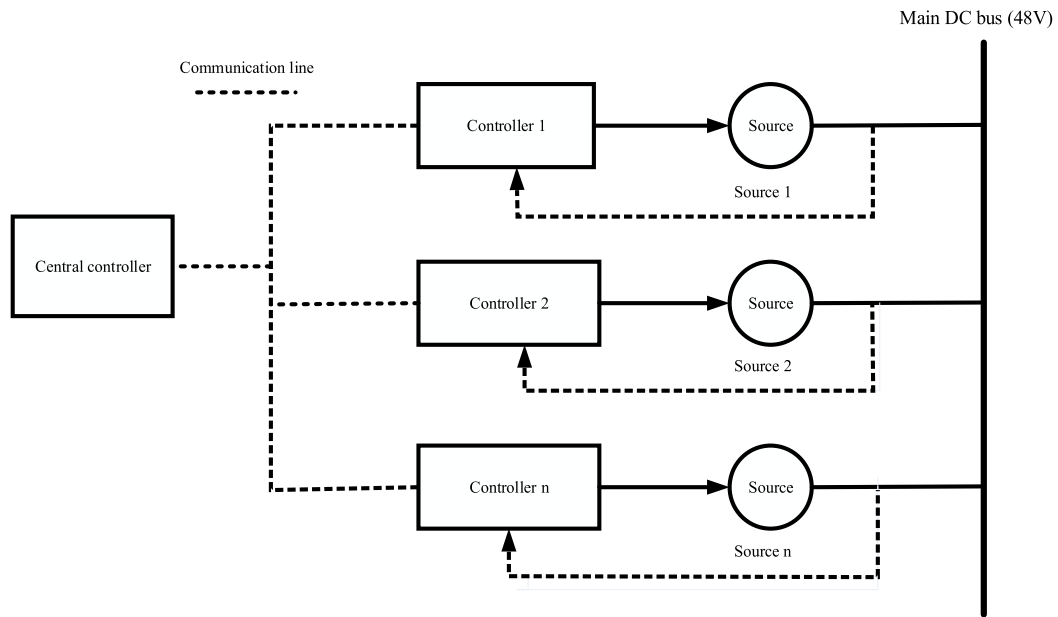 Main DC bus (48V)
Communication line
Controller 1
Source
Source 1
Central controller
Controller 2
Source
Source 2
Controller n
Source
Source n